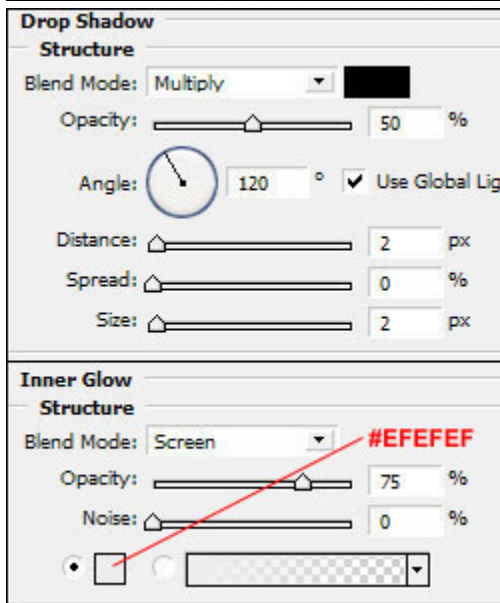 Drop Shadow
Structure
Blend Mode: Multiply
Opacity: 50 %
Angle: 120 ° Use Global Lig
Distance: 2 px
Spread: 0 %
Size: 2 px
Inner Glow
Structure
Blend Mode: Screen #EFEFEF
Opacity: 75 %
Noise: 0 %